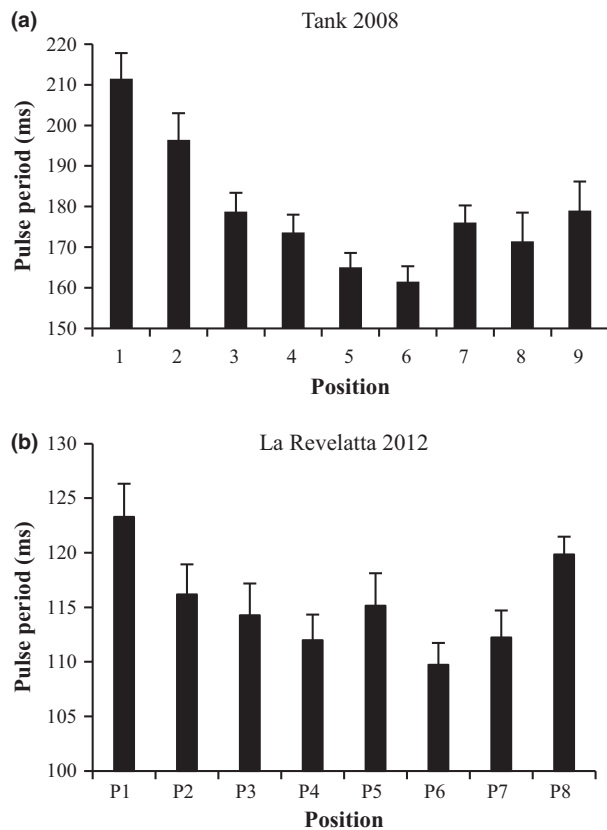 (a)
Tank 2008
220
210
200
190
180
170
160
150
Pulse period (ms)
1 2 3 4 5 6 7 8 9
Position
(b)
La Revelatta 2012
130
125
120
115
110
105
100
Pulse period (ms)
P1 P2 P3 P4 P5 P6 P7 P8
Position